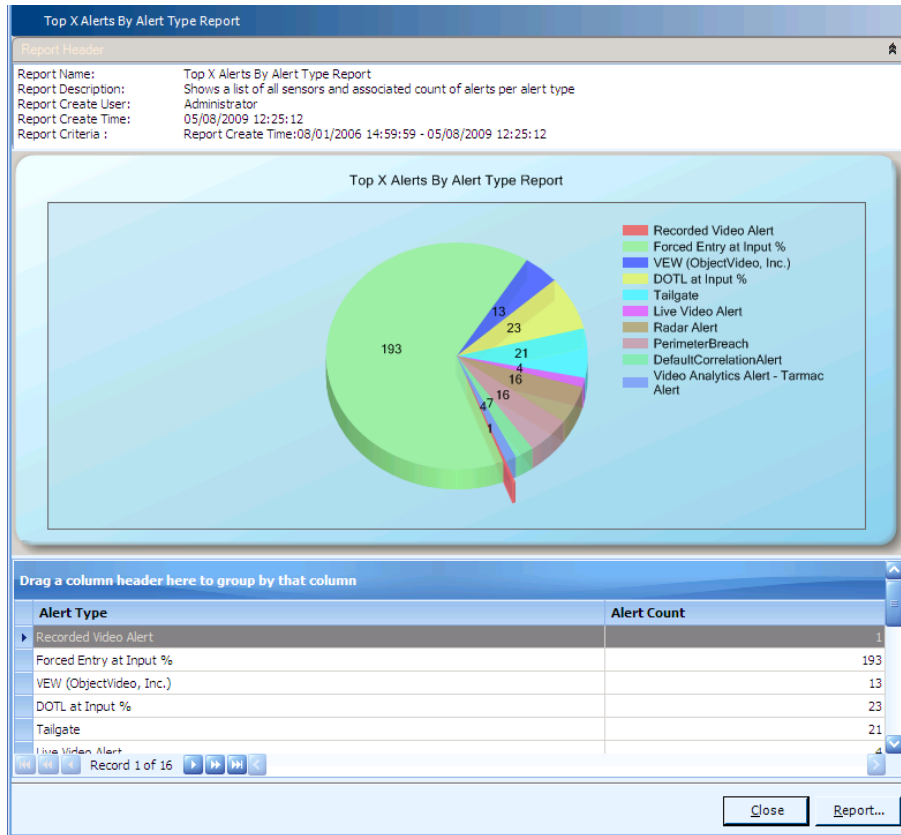 Top X Alerts By Alert Type Report
Report Header
Report Name: Top X Alerts By Alert Type Report
Report Description: Shows a list of all sensors and associated count of alerts per alert type
Report Create User: Administrator
Report Create Time: 05/08/2009 12:25:12
Report Criteria : Report Create Time:08/01/2006 14:59:59 - 05/08/2009 12:25:12
Top X Alerts By Alert Type Report
Recorded Video Alert
Forced Entry at Input %
VEW (ObjectVideo, Inc.)
DOTL at Input %
Tailgate
Live Video Alert
Radar Alert
PerimeterBreach
DefaultCorrelationAlert
Video Analytics Alert - Tarmac
Alert
13
23
193
21
4
16
16
7
4
1
Drag a column header here to group by that column
Alert Type Alert Count
Recorded Video Alert 1
Forced Entry at Input % 193
VEW (ObjectVideo, Inc.) 13
DOTL at Input % 23
Tailgate 21
Live Video Alert 4
Record 1 of 16
Close Report...